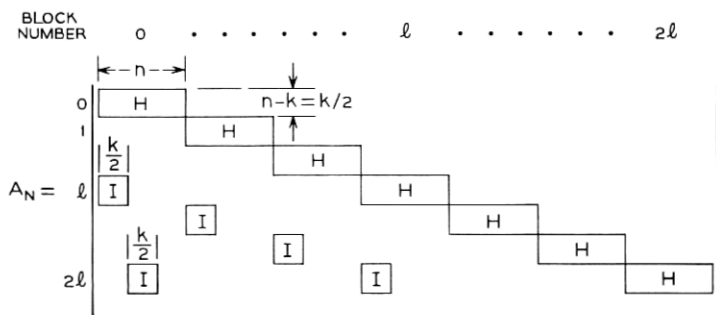 BLOCK
NUMBER 0 . . . . . . ℓ . . . . . . 2ℓ
n
0 H n-k=k/2
1 H
|k/2| H
A_N = ℓ I H
I H
|k/2| I H
2ℓ I I H